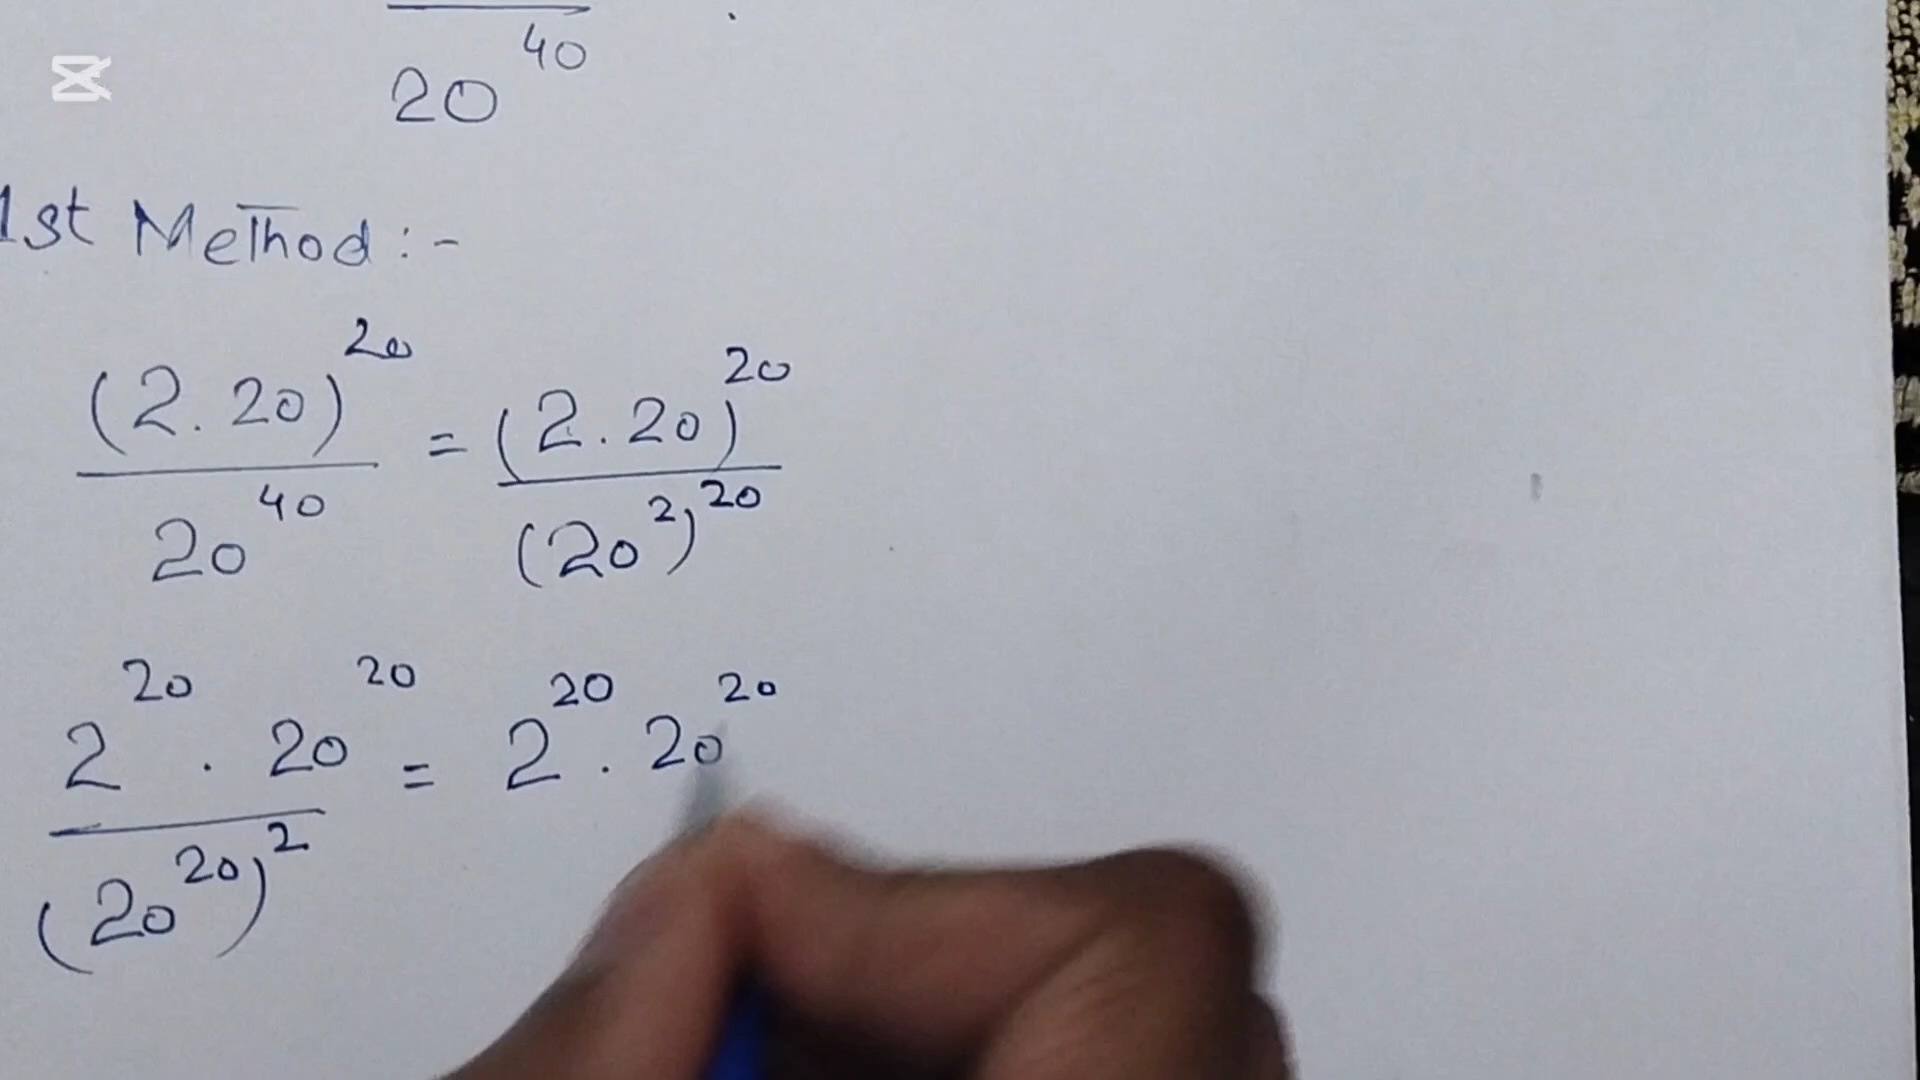 20^40
1st Method :-
(2.20)^20 / 20^40 = (2.20)^20 / (20^2)^20
2^20 . 20^20 / (20^20)^2 = 2^20 . 20^20